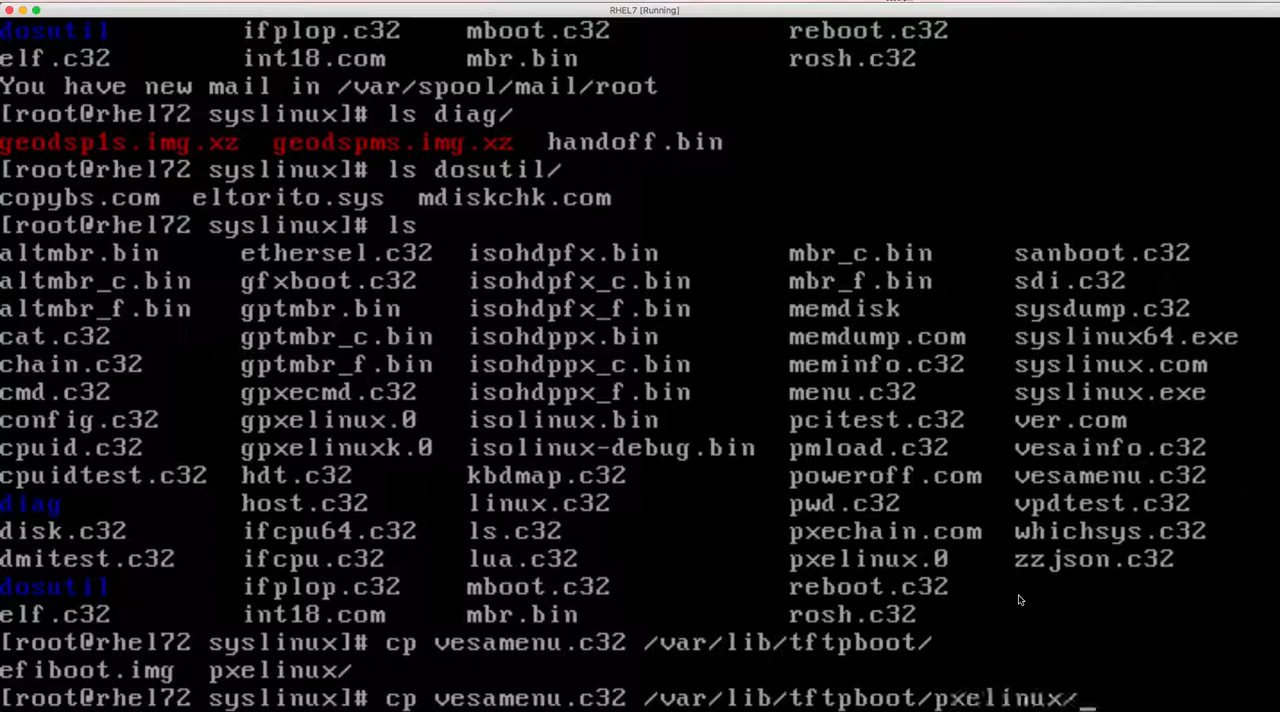 RHEL7 [Running]
dosutil ifplop.c32 mboot.c32 reboot.c32
elf.c32 int18.com mbr.bin rosh.c32
You have new mail in /var/spool/mail/root
[root@rhel72 syslinux]# ls diag/
geodsp1s.img.xz geodspms.img.xz handoff.bin
[root@rhel72 syslinux]# ls dosutil/
copybs.com eltorito.sys mdiskchk.com
[root@rhel72 syslinux]# ls
altmbr.bin ethersel.c32 isohdpfx.bin mbr_c.bin sanboot.c32
altmbr_c.bin gfxboot.c32 isohdpfx_c.bin mbr_f.bin sdi.c32
altmbr_f.bin gptmbr.bin isohdpfx_f.bin memdisk sysdump.c32
cat.c32 gptmbr_c.bin isohdppx.bin memdump.com syslinux64.exe
chain.c32 gptmbr_f.bin isohdppx_c.bin meminfo.c32 syslinux.com
cmd.c32 gpxecmd.c32 isohdppx_f.bin menu.c32 syslinux.exe
config.c32 gpxelinux.0 isolinux.bin pcitest.c32 ver.com
cpuid.c32 gpxelinuxk.0 isolinux-debug.bin pmload.c32 vesainfo.c32
cpuidtest.c32 hdt.c32 kbdmap.c32 poweroff.com vesamenu.c32
diag host.c32 linux.c32 pwd.c32 vpdtest.c32
disk.c32 ifcpu64.c32 ls.c32 pxechain.com whichsys.c32
dmitest.c32 ifcpu.c32 lua.c32 pxelinux.0 zzjson.c32
dosutil ifplop.c32 mboot.c32 reboot.c32
elf.c32 int18.com mbr.bin rosh.c32
[root@rhel72 syslinux]# cp vesamenu.c32 /var/lib/tftpboot/
efiboot.img pxelinux/
[root@rhel72 syslinux]# cp vesamenu.c32 /var/lib/tftpboot/pxelinux/_